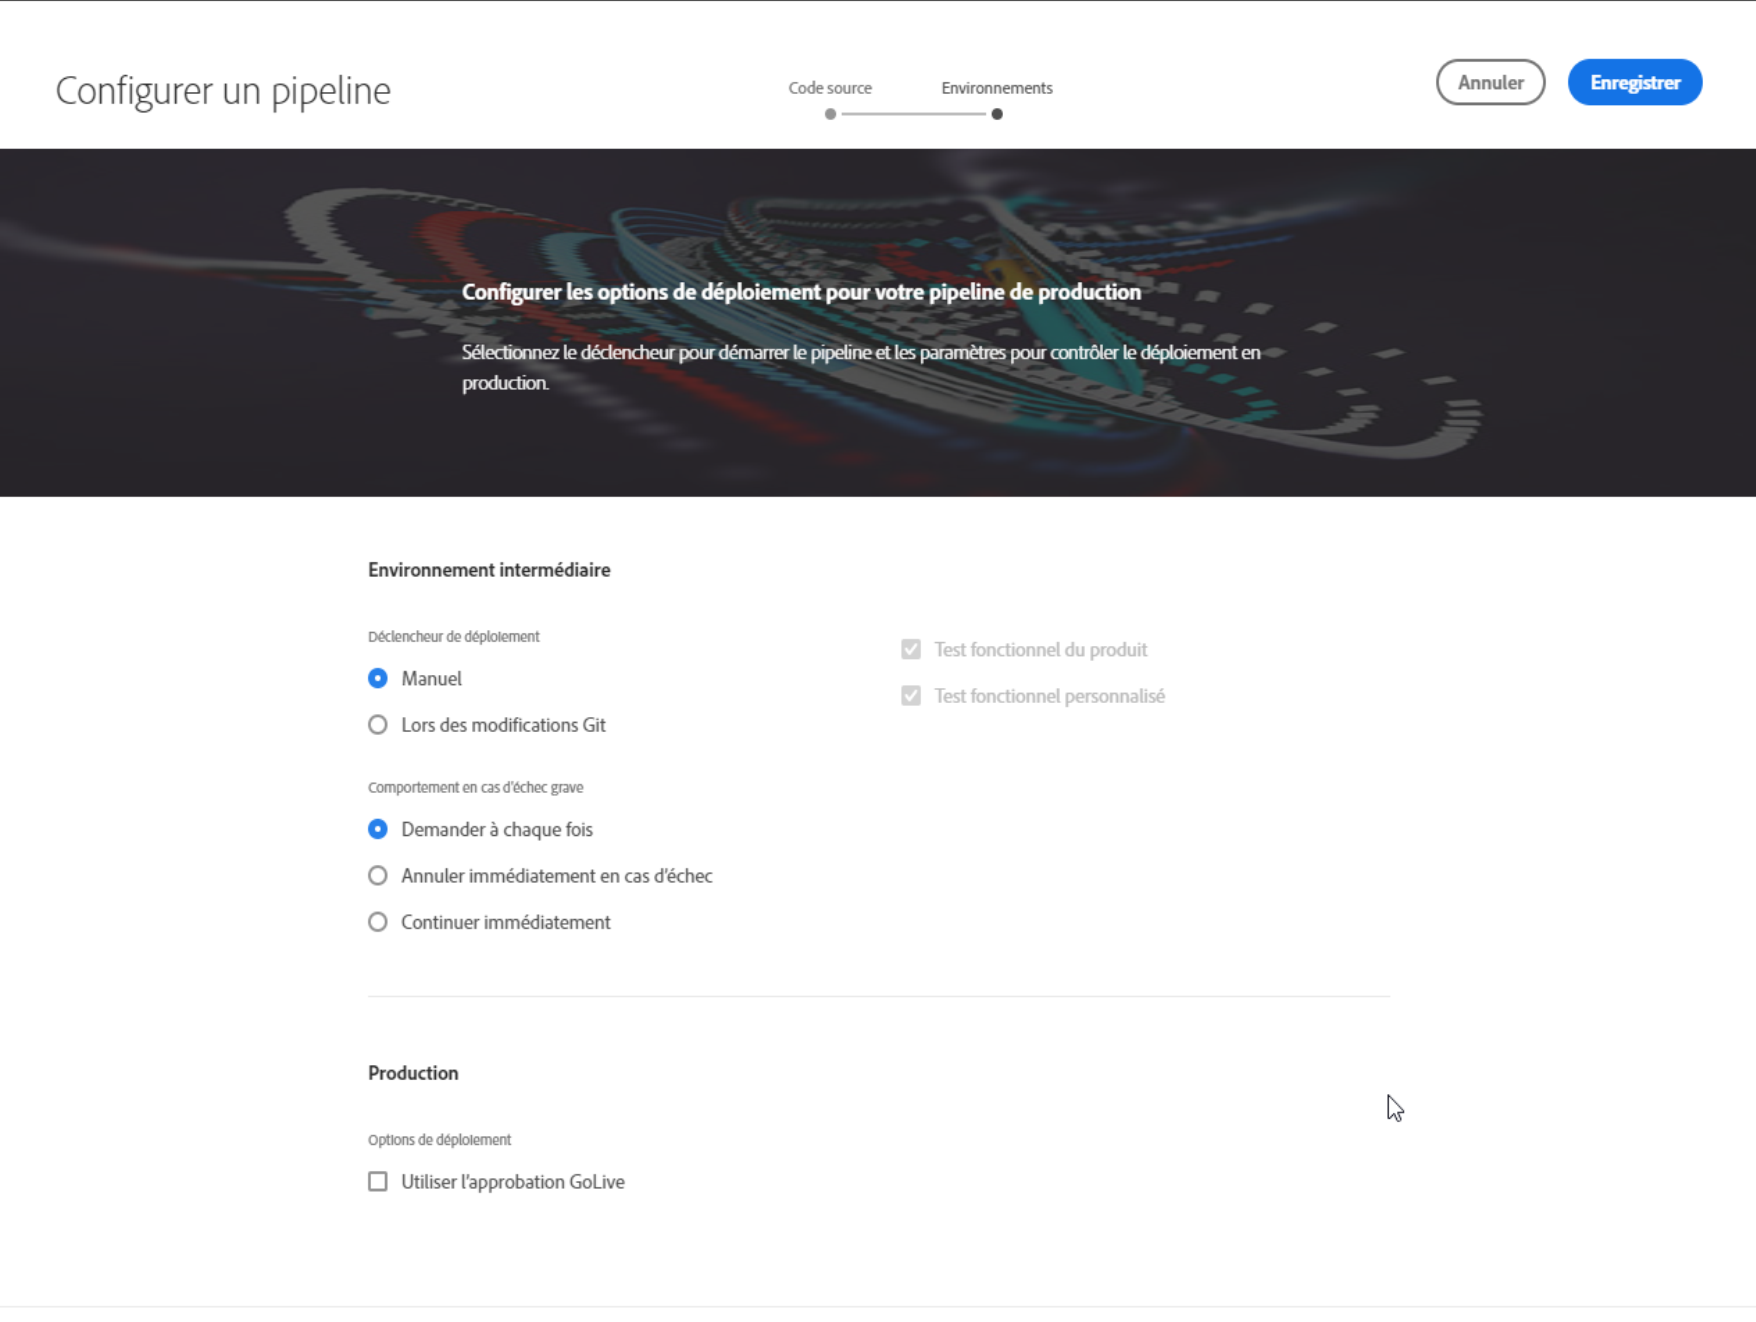 Configurer un pipeline
Code source
Environnements
Annuler
Enregistrer
Configurer les options de déploiement pour votre pipeline de production
Sélectionnez le déclencheur pour démarrer le pipeline et les paramètres pour contrôler le déploiement en
production.
Environnement intermédiaire
Déclencheur de déploiement
Manuel
Lors des modifications Git
Test fonctionnel du produit
Test fonctionnel personnalisé
Comportement en cas d'échec grave
Demander à chaque fois
Annuler immédiatement en cas d'échec
Continuer immédiatement
Production
Options de déploiement
Utiliser l'approbation GoLive